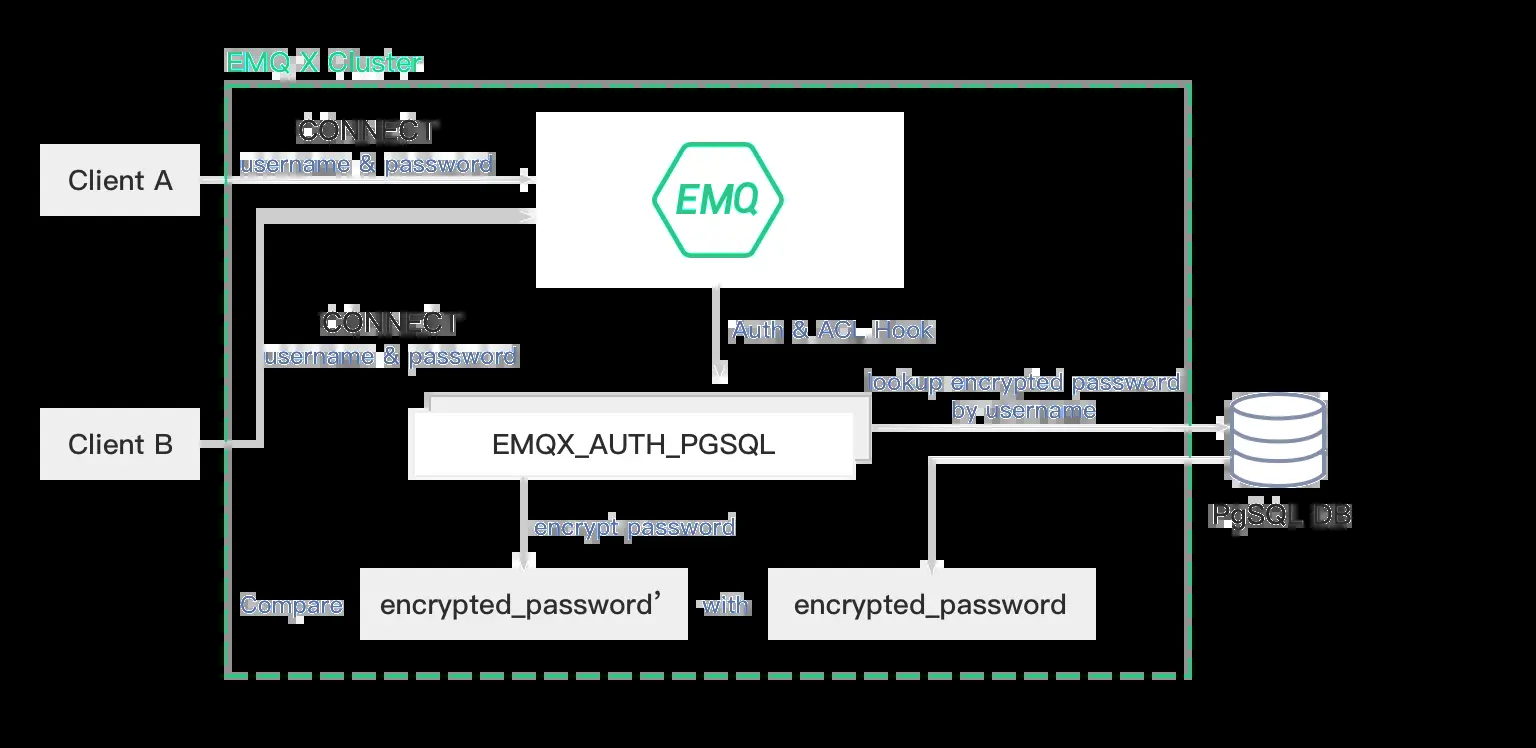 EMQ X Cluster
CONNECT
username & password
Client A
EMQ
CONNECT
username & password
Auth & ACL Hook
lookup encrypted password
by username
Client B
EMQX_AUTH_PGSQL
PgSQL DB
encrypt password
Compare
encrypted_password’
with
encrypted_password